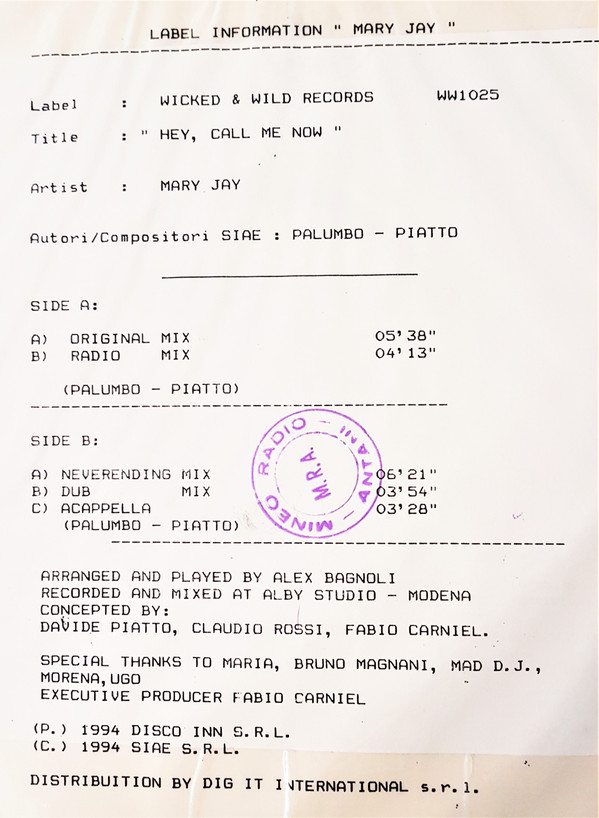 LABEL INFORMATION " MARY JAY "
Label : WICKED & WILD RECORDS WW1025
Title : " HEY, CALL ME NOW "
Artist : MARY JAY
Autori/Compositori SIAE : PALUMBO - PIATTO
SIDE A:
A) ORIGINAL MIX 05'38"
B) RADIO MIX 04'13"
(PALUMBO - PIATTO)
SIDE B:
A) NEVERENDING MIX 06'21"
B) DUB MIX 03'54"
C) ACAPPELLA 03'28"
(PALUMBO - PIATTO)
RADIO - IN - ANTANI - MINEO
M.R.A.
ARRANGED AND PLAYED BY ALEX BAGNOLI
RECORDED AND MIXED AT ALBY STUDIO - MODENA
CONCEPTED BY:
DAVIDE PIATTO, CLAUDIO ROSSI, FABIO CARNIEL.
SPECIAL THANKS TO MARIA, BRUNO MAGNANI, MAD D.J.,
MORENA,UGO
EXECUTIVE PRODUCER FABIO CARNIEL
(P.) 1994 DISCO INN S.R.L.
(C.) 1994 SIAE S.R.L.
DISTRIBUITION BY DIG IT INTERNATIONAL s.r.l.